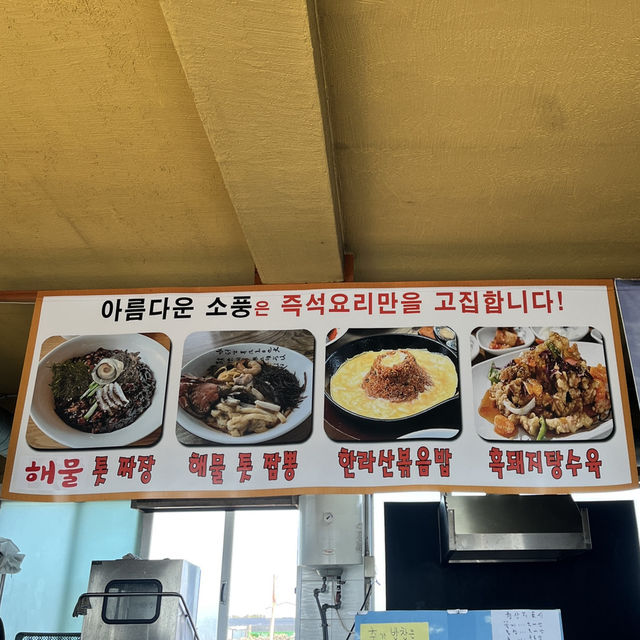 아름다운 소풍은 즉석요리만을 고집합니다!
해물 톳 짜장
해물 톳 짬뽕
한라산볶음밥
흑돼지탕수육